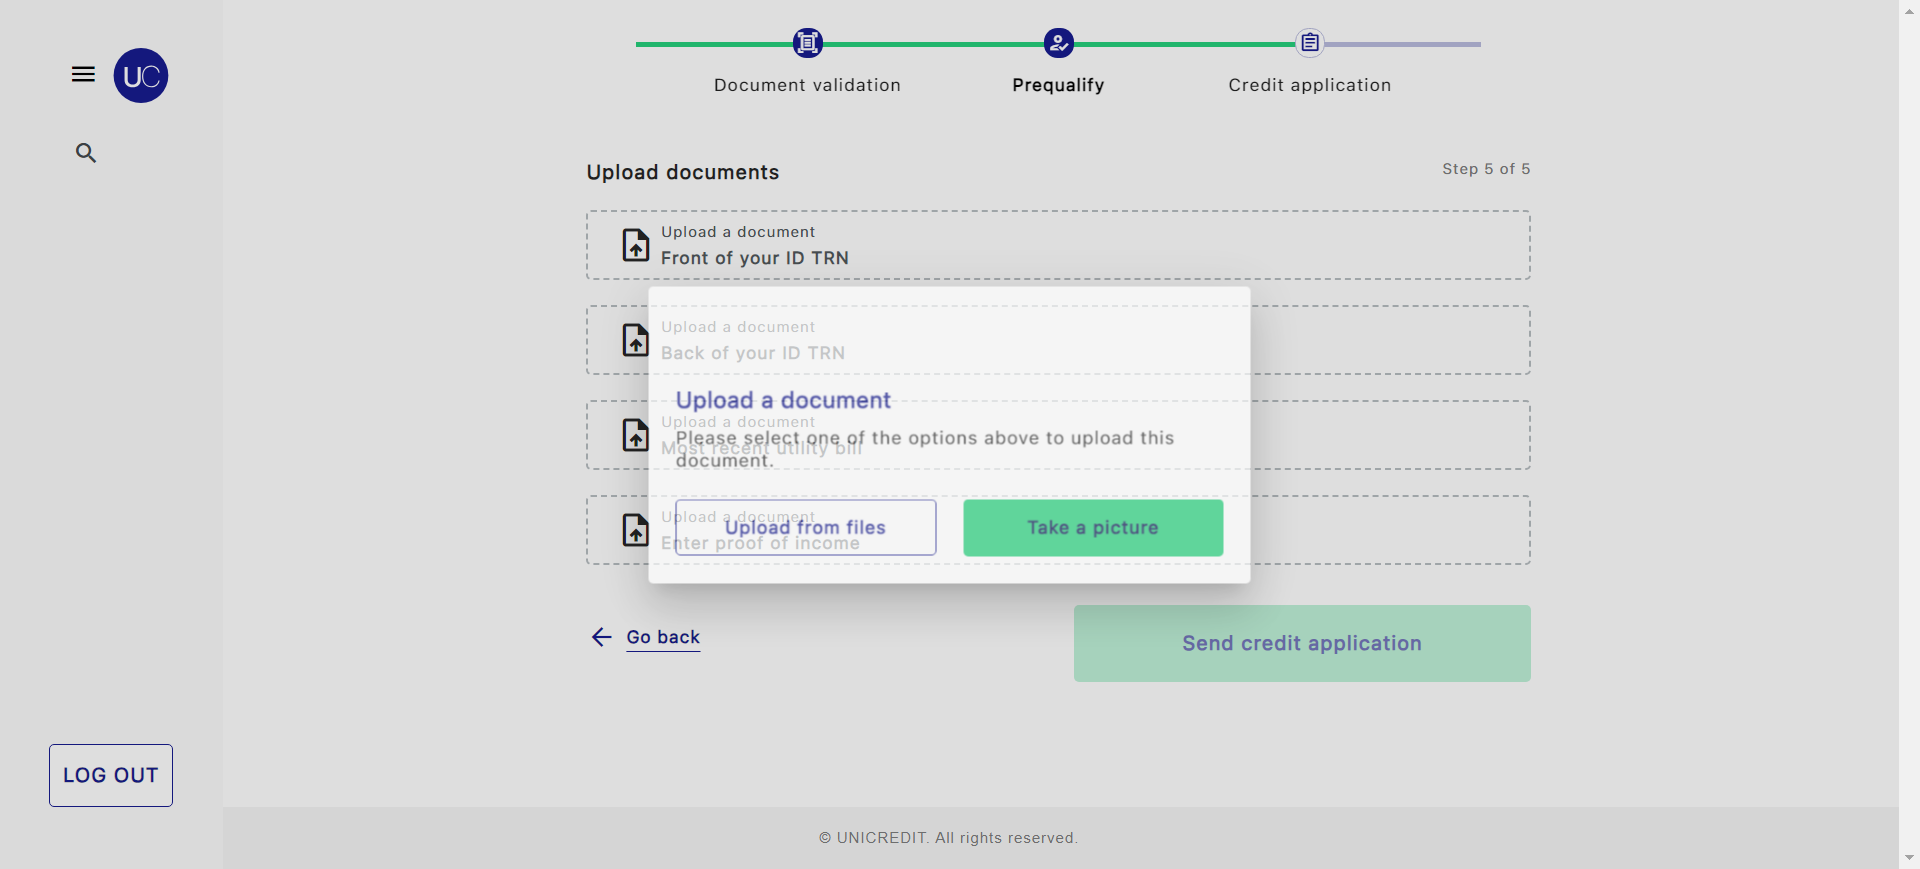 UC
Document validation
Prequalify
Credit application
Upload documents
Step 5 of 5
Upload a document
Front of your ID TRN
Upload a document
Back of your ID TRN
Upload a document
Upload a document
Please select one of the options above to upload this
Most recent utility bill
document.
Upload a document
Upload from files
Take a picture
Enter proof of income
Go back
Send credit application
LOG OUT
© UNICREDIT. All rights reserved.